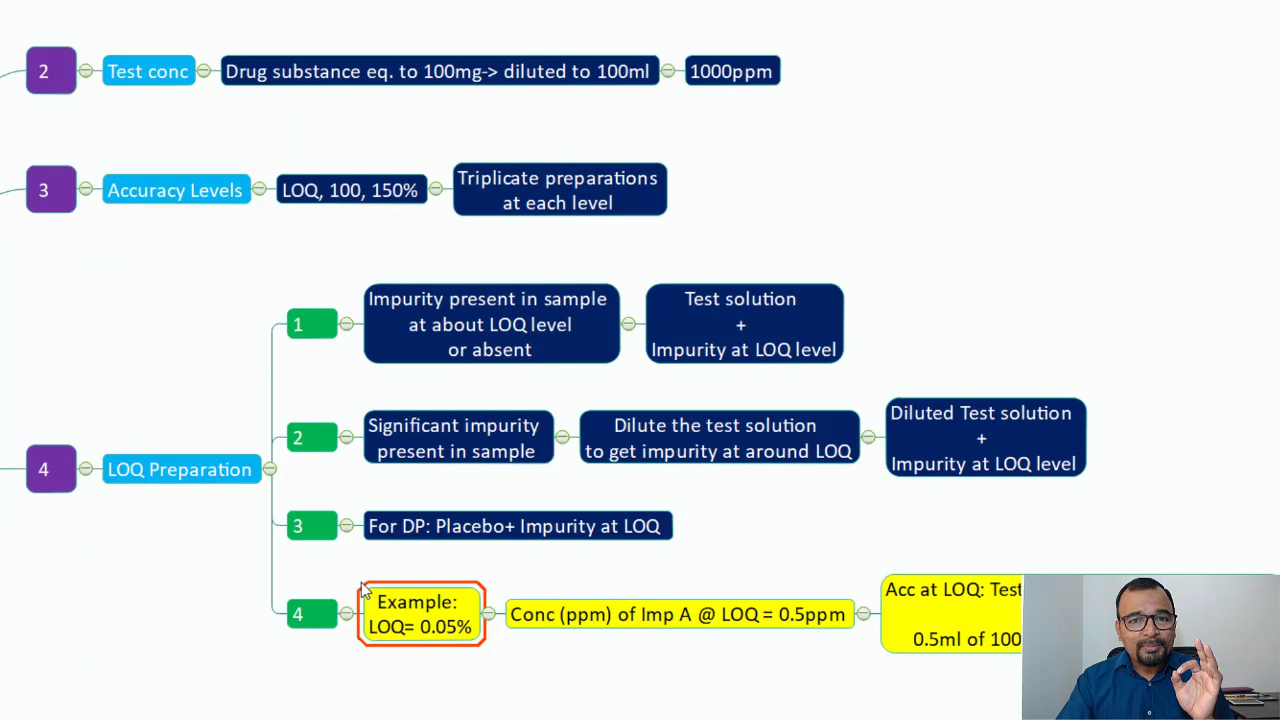 2
Test conc
Drug substance eq. to 100mg-> diluted to 100ml
1000ppm
3
Accuracy Levels
LOQ, 100, 150%
Triplicate preparations
at each level
4
LOQ Preparation
1
Impurity present in sample
at about LOQ level
or absent
Test solution
+
Impurity at LOQ level
2
Significant impurity
present in sample
Dilute the test solution
to get impurity at around LOQ
Diluted Test solution
+
Impurity at LOQ level
3
For DP: Placebo+ Impurity at LOQ
4
Example:
LOQ= 0.05%
Conc (ppm) of Imp A @ LOQ = 0.5ppm
Acc at LOQ: Test
0.5ml of 100